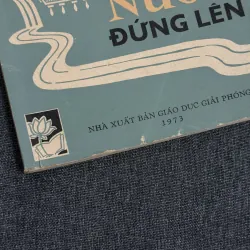 ĐỨNG LÊN
NHÀ XUẤT BẢN GIÁO DỤC GIẢI PHÓNG
1973